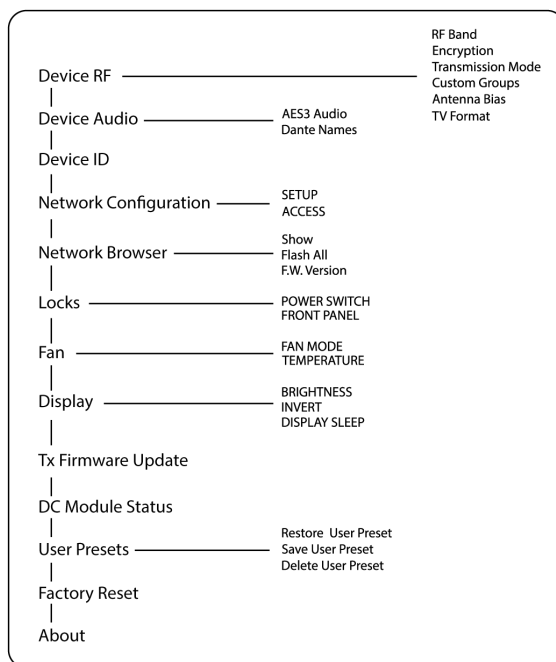 Device RF
RF Band
Encryption
Transmission Mode
Custom Groups
Antenna Bias
TV Format
Device Audio
AES3 Audio
Dante Names
Device ID
Network Configuration
SETUP
ACCESS
Network Browser
Show
Flash All
F.W. Version
Locks
POWER SWITCH
FRONT PANEL
Fan
FAN MODE
TEMPERATURE
Display
BRIGHTNESS
INVERT
DISPLAY SLEEP
Tx Firmware Update
DC Module Status
User Presets
Restore User Preset
Save User Preset
Delete User Preset
Factory Reset
About